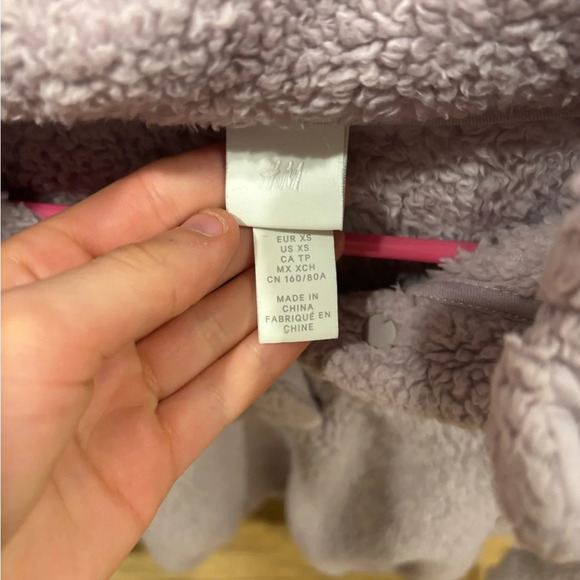 H&M
EUR XS
US XS
CA TP
MX XCH
CN 160/80A
MADE IN
CHINA
FABRIQUÉ EN
CHINE